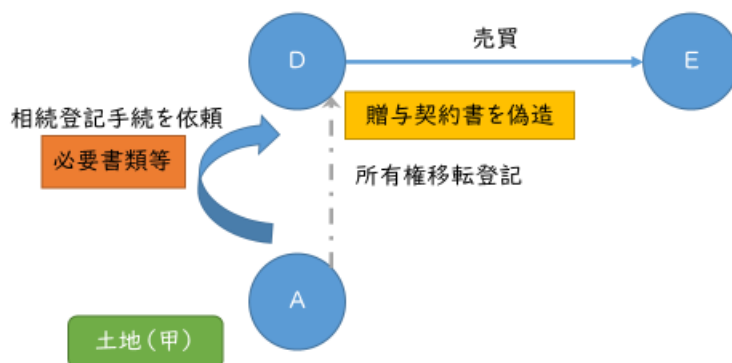 D
売買
E
相続登記手続を依頼
必要書類等
贈与契約書を偽造
所有権移転登記
A
土地(甲)